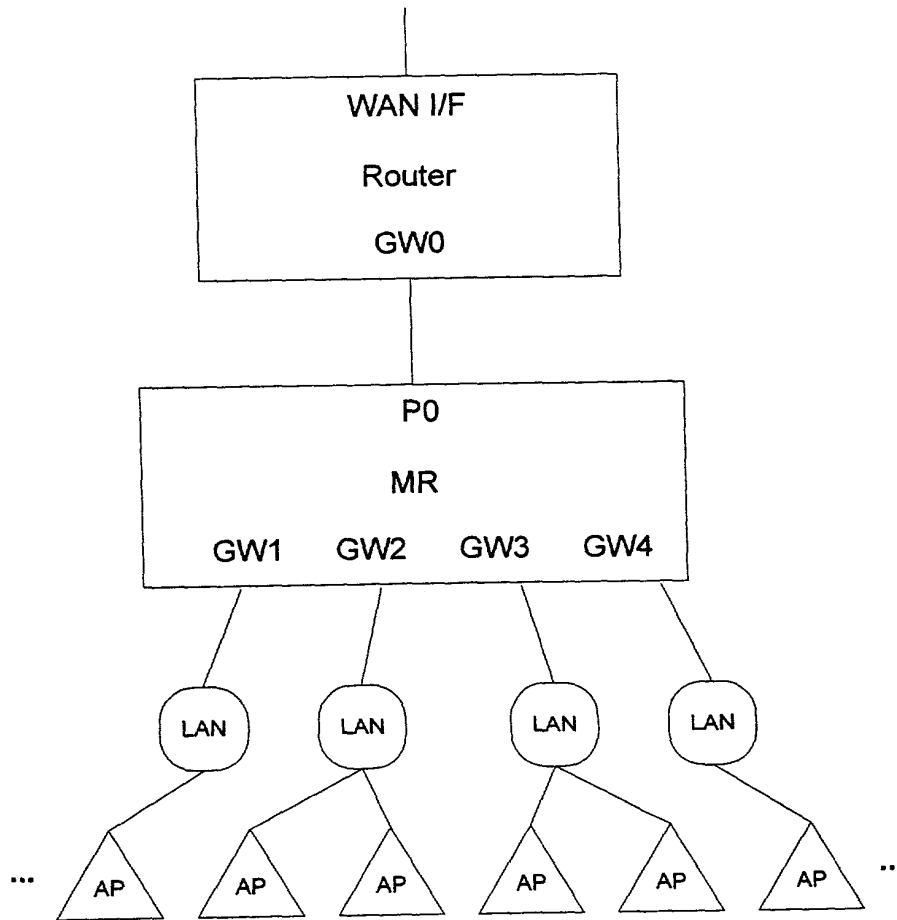 WAN I/F
Router
GW0
P0
MR
GW1 GW2 GW3 GW4
LAN LAN LAN LAN
... AP AP AP AP AP AP ..